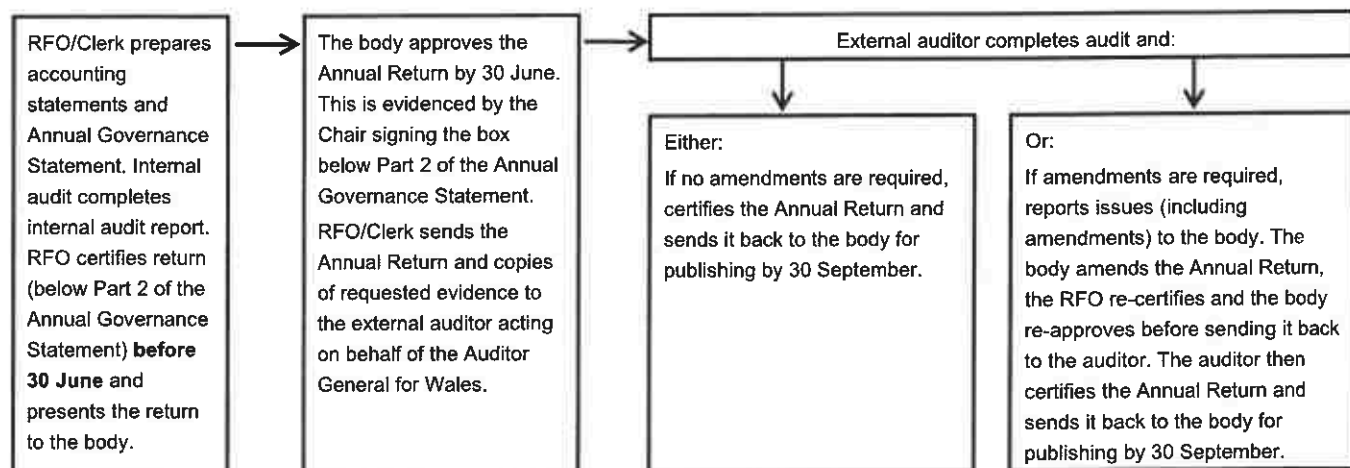 RFO/Clerk prepares
accounting
statements and
Annual Governance
Statement. Internal
audit completes
internal audit report.
RFO certifies return
(below Part 2 of the
Annual Governance
Statement) before
30 June and
presents the return
to the body.
The body approves the
Annual Return by 30 June.
This is evidenced by the
Chair signing the box
below Part 2 of the Annual
Governance Statement.
RFO/Clerk sends the
Annual Return and copies
of requested evidence to
the external auditor acting
on behalf of the Auditor
General for Wales.
External auditor completes audit and:
Either:
If no amendments are required,
certifies the Annual Return and
sends it back to the body for
publishing by 30 September.
Or:
If amendments are required,
reports issues (including
amendments) to the body. The
body amends the Annual Return,
the RFO re-certifies and the body
re-approves before sending it back
to the auditor. The auditor then
certifies the Annual Return and
sends it back to the body for
publishing by 30 September.